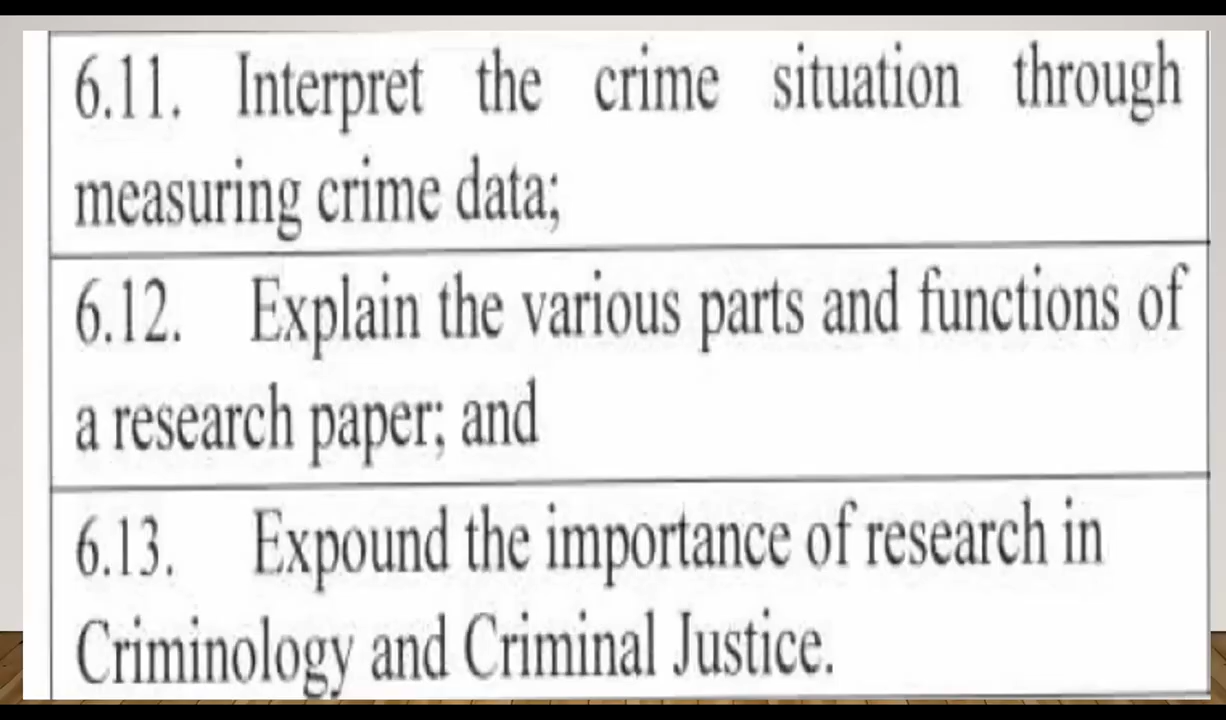 6.11. Interpret the crime situation through
measuring crime data;
6.12. Explain the various parts and functions of
a research paper; and
6.13. Expound the importance of research in
Criminology and Criminal Justice.